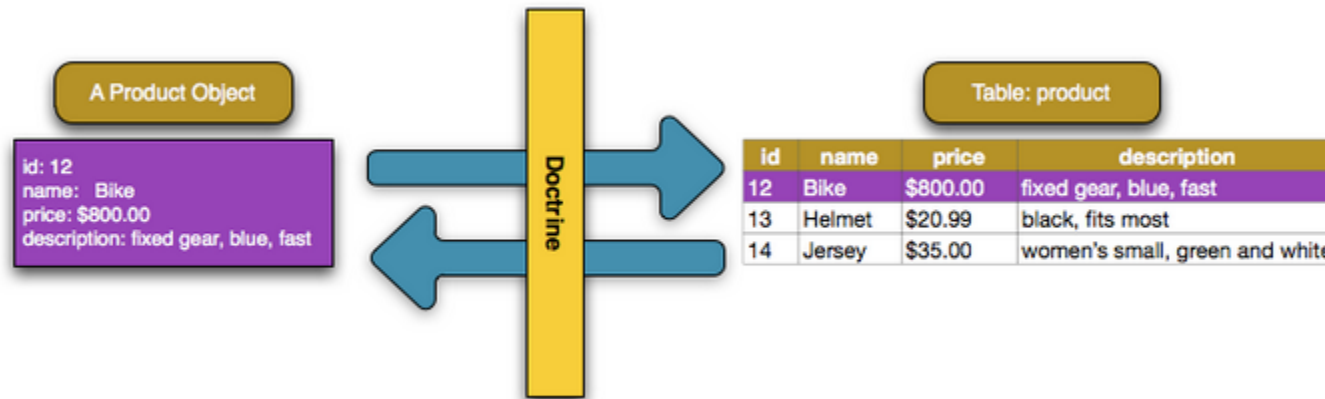 A Product Object
id: 12
name: Bike
price: $800.00
description: fixed gear, blue, fast
Doctrine
Table: product
id name price description
12 Bike $800.00 fixed gear, blue, fast
13 Helmet $20.99 black, fits most
14 Jersey $35.00 women's small, green and white